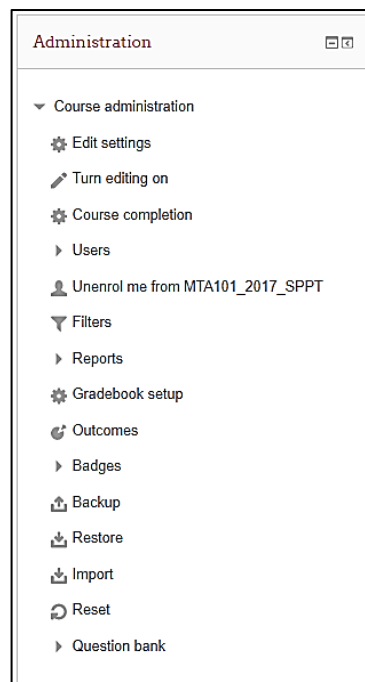 Administration
Course administration
Edit settings
Turn editing on
Course completion
Users
Unenrol me from MTA101_2017_SPPT
Filters
Reports
Gradebook setup
Outcomes
Badges
Backup
Restore
Import
Reset
Question bank